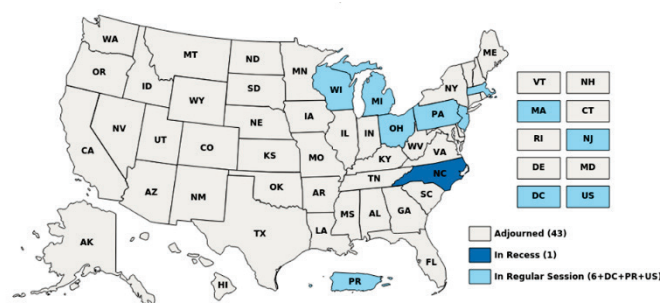 WA
MT
ND
MN
ME
OR
ID
SD
WI
MI
NY
WY
NE
IA
PA
NV
UT
CO
IL
IN
OH
WV
VA
CA
KS
MO
KY
NC
TN
AZ
NM
OK
AR
SC
TX
MS
AL
GA
LA
AK
HI
FL
PR
VT
NH
MA
CT
RI
NJ
DE
MD
DC
US
Adjourned (43)
In Recess (1)
In Regular Session (6+DC+PR+US)